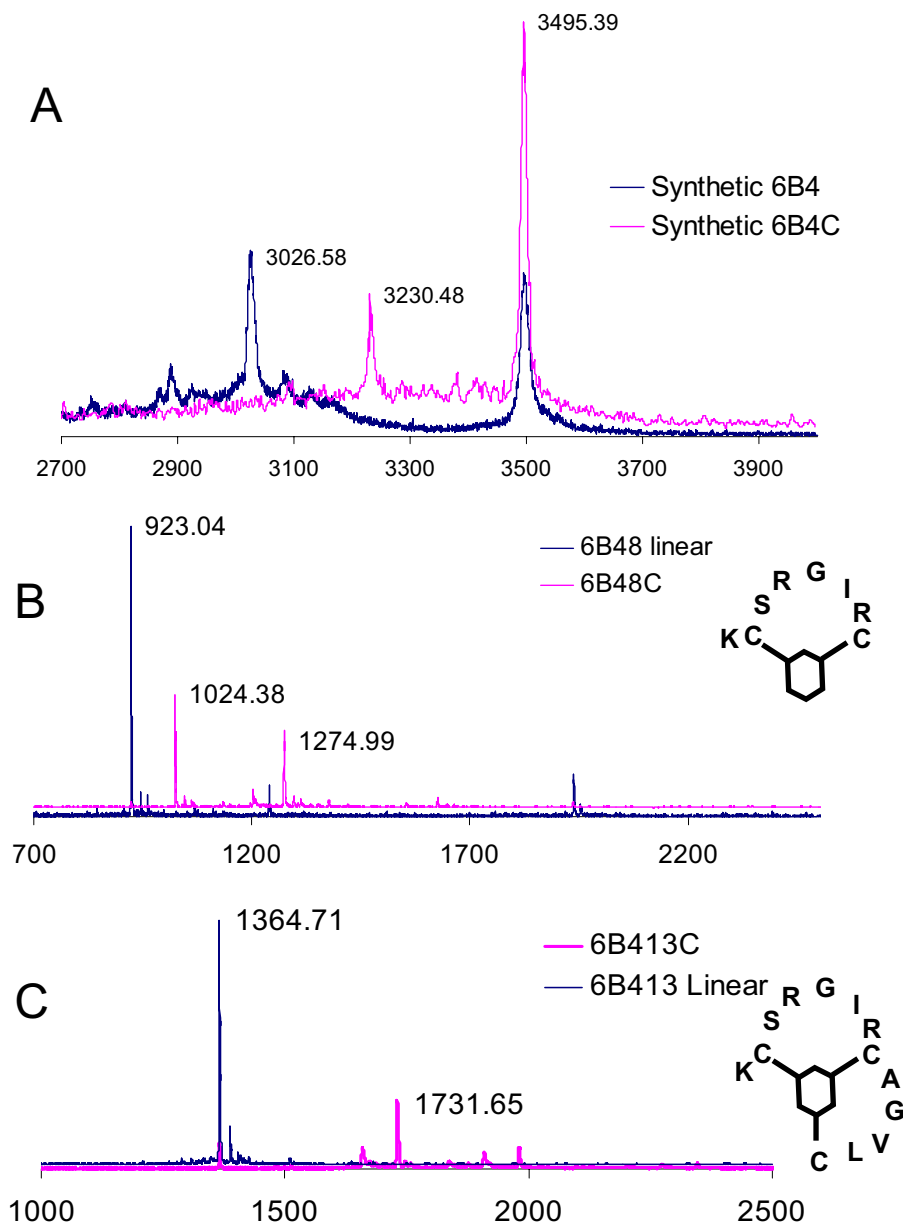 A
3495.39
Synthetic 6B4
Synthetic 6B4C
3026.58
3230.48
2700 2900 3100 3300 3500 3700 3900
B
923.04
6B48 linear
6B48C
1024.38
1274.99
K C S R G I R C
700 1200 1700 2200
C
1364.71
6B413C
6B413 Linear
1731.65
K C S R G I R C A G V L C
1000 1500 2000 2500